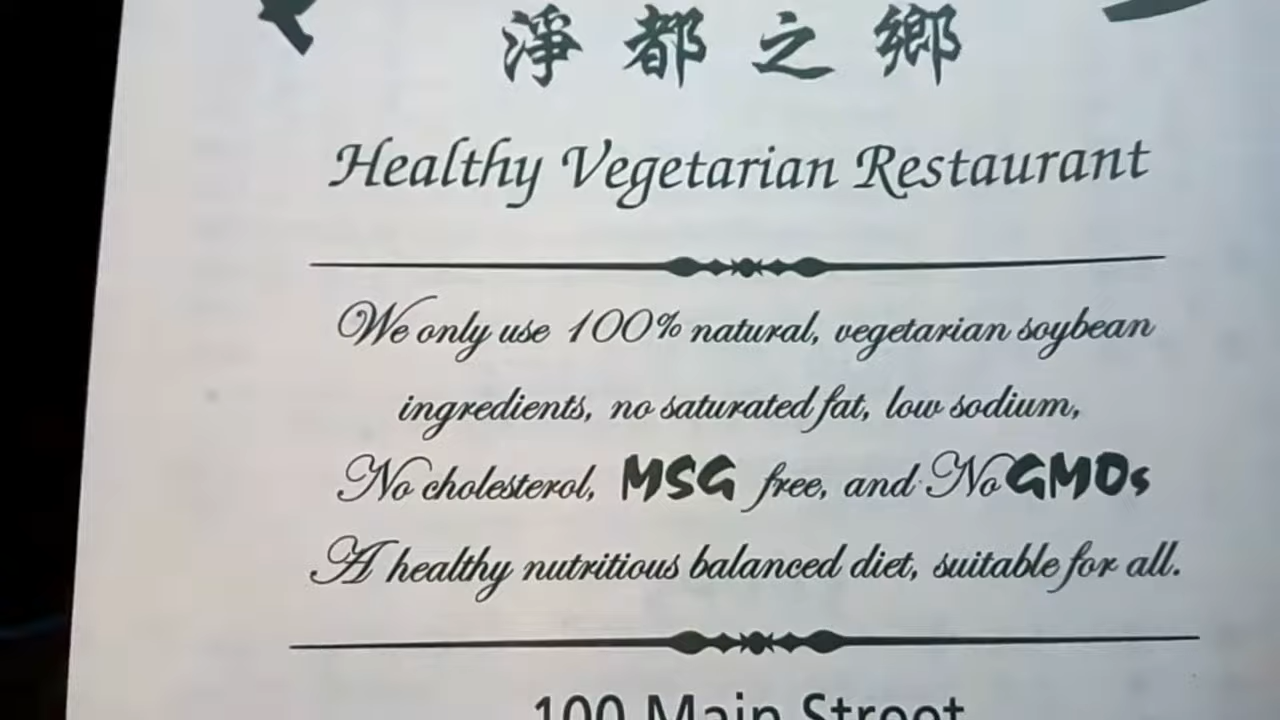 淨都之鄉
Healthy Vegetarian Restaurant
We only use 100% natural, vegetarian soybean
ingredients, no saturated fat, low sodium,
No cholesterol, MSG free, and No GMOs
A healthy nutritious balanced diet, suitable for all.
100 Main Street